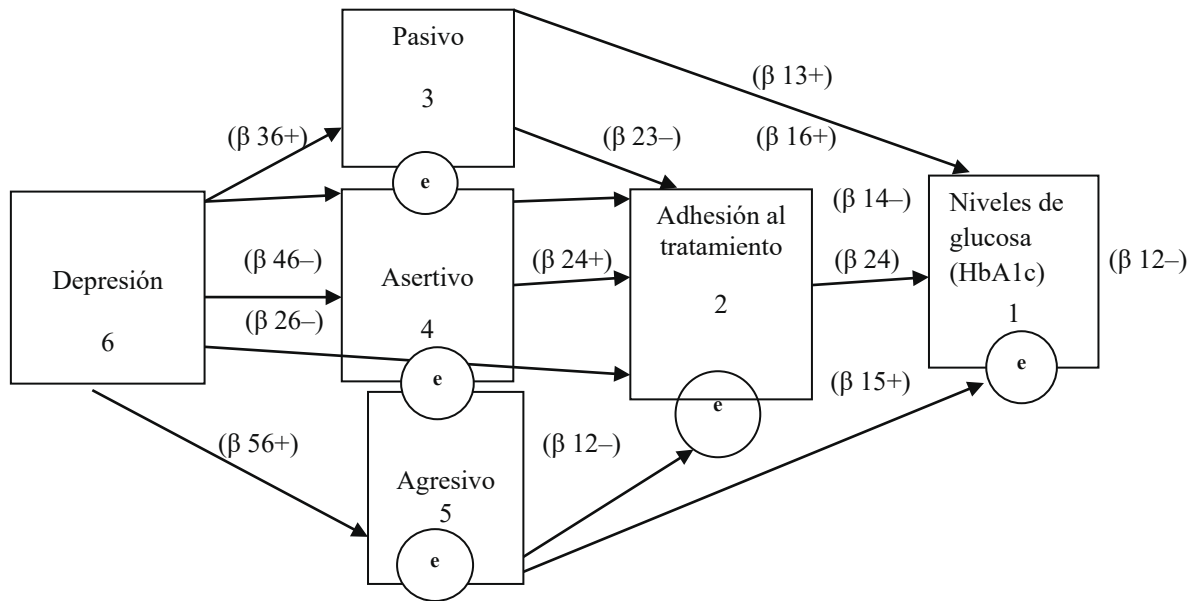 Pasivo
3
e
(β 13+)
(β 36+)
(β 23–)
(β 16+)
Depresión
6
(β 46–)
(β 26–)
(β 56+)
Asertivo
4
e
(β 24+)
Adhesión al
tratamiento
2
e
(β 14–)
(β 24)
Niveles de
glucosa
(HbA1c)
1
e
(β 12–)
(β 15+)
(β 12–)
Agresivo
5
e